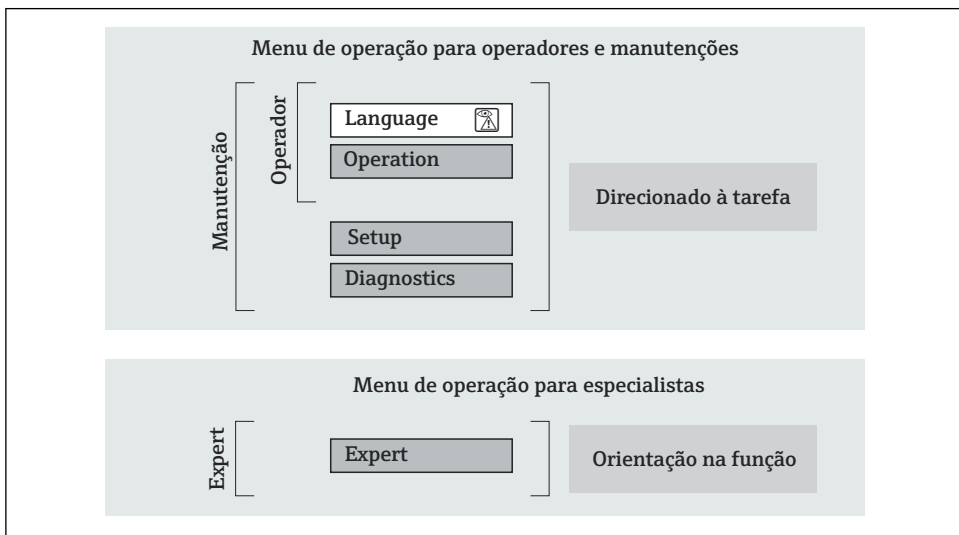 Menu de operação para operadores e manutenções
Manutenção
Operador
Language
Operation
Setup
Diagnostics
Direcionado à tarefa
Menu de operação para especialistas
Expert
Expert
Orientação na função